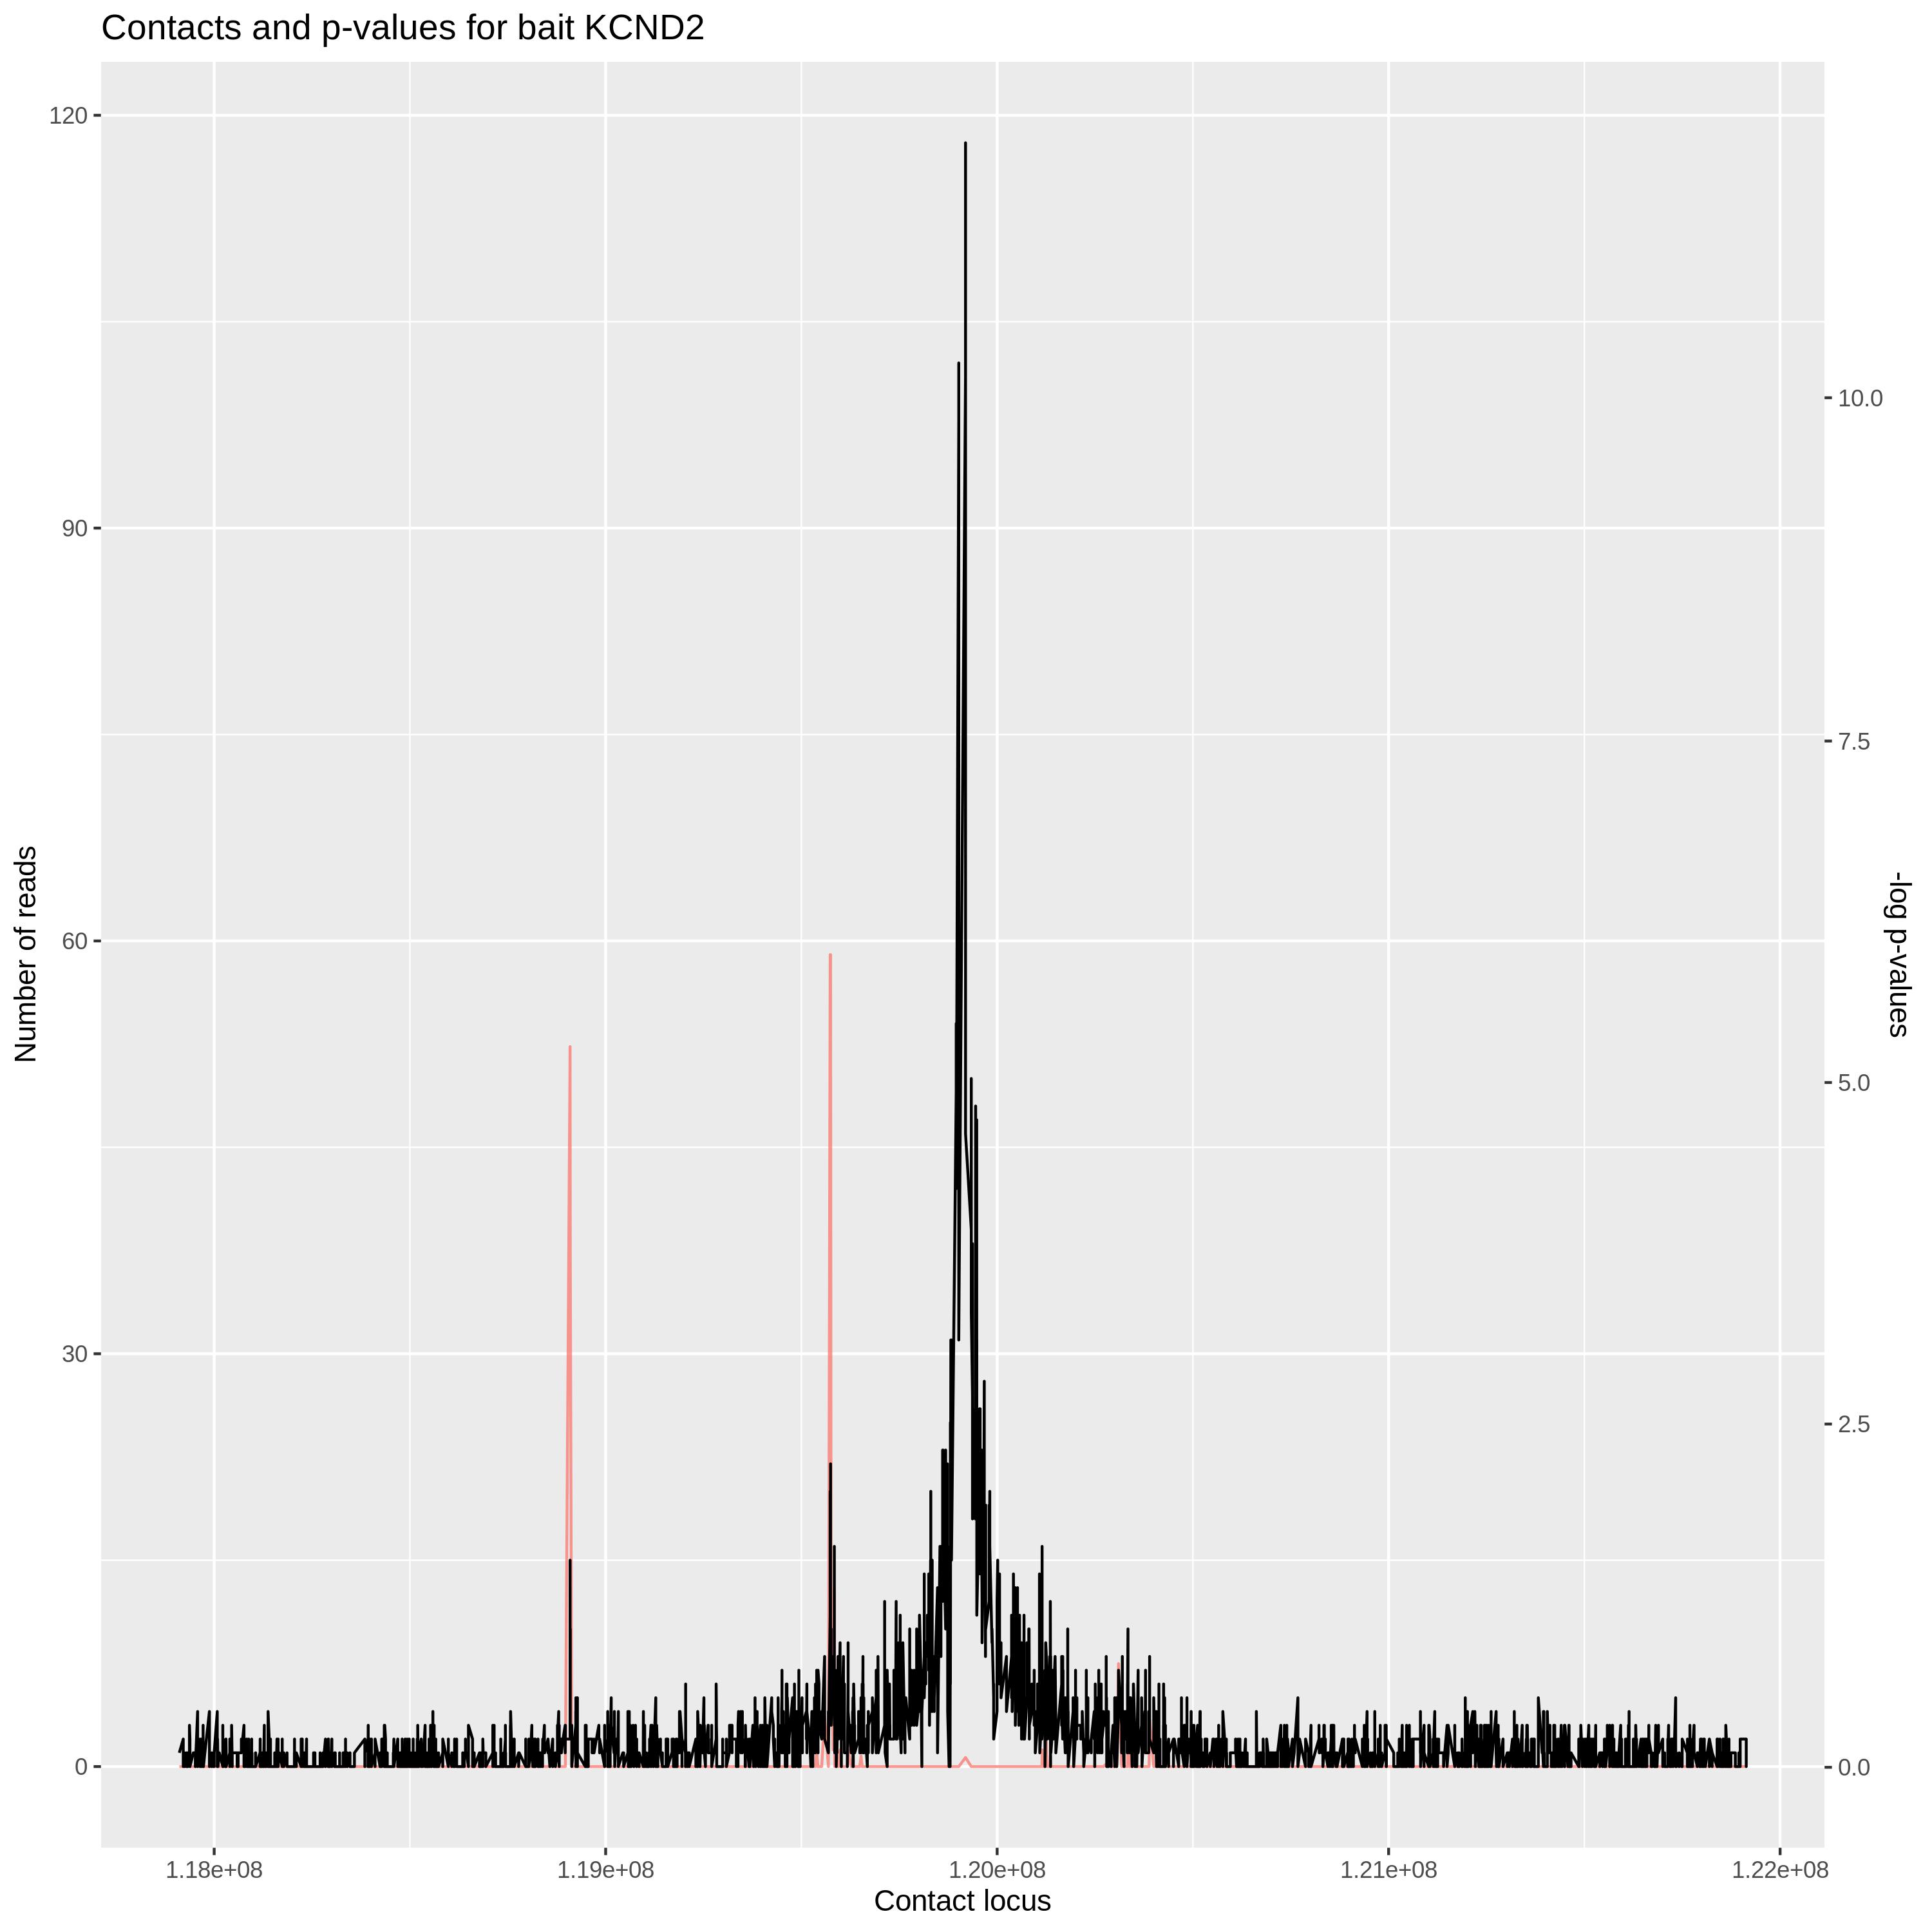 Contacts and p-values for bait KCND2
120
90
60
30
0
Number of reads
10.0
7.5
5.0
2.5
0.0
-log p-values
1.18e+08 1.19e+08 1.20e+08 1.21e+08 1.22e+08
Contact locus